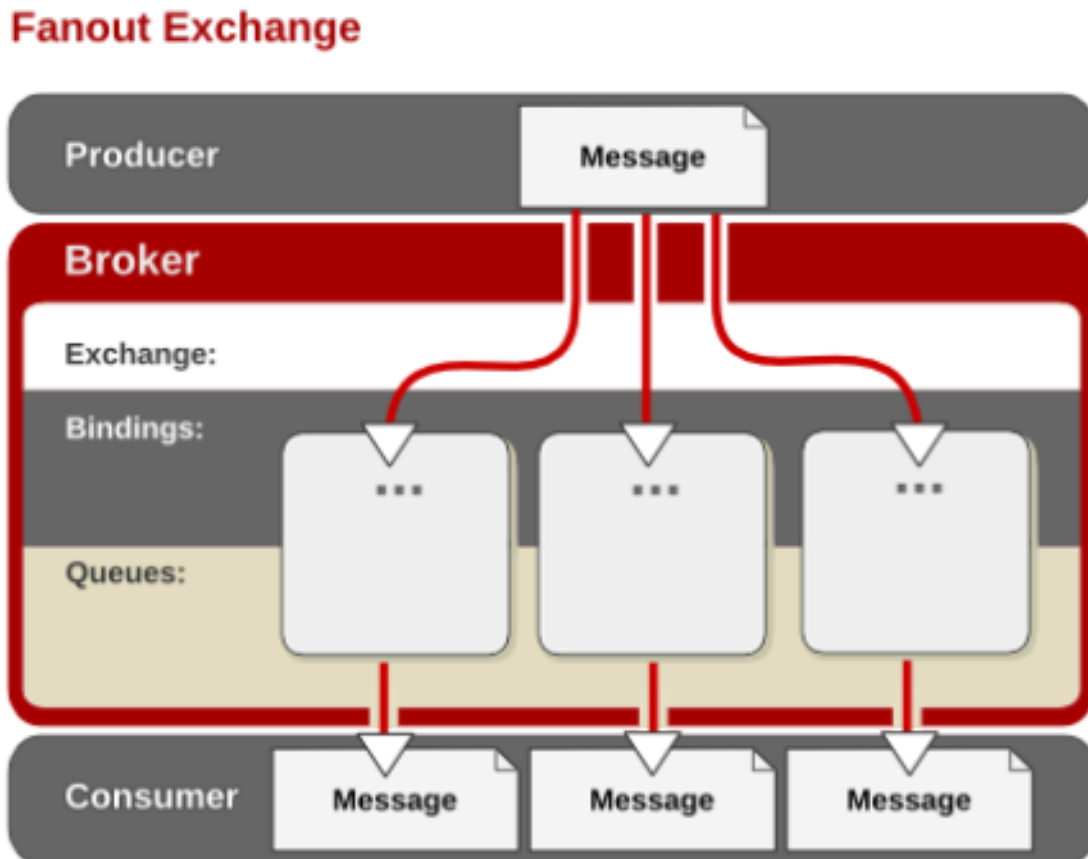 Fanout Exchange
Producer
Message
Broker
Exchange:
Bindings:
...
...
...
Queues:
Consumer
Message
Message
Message